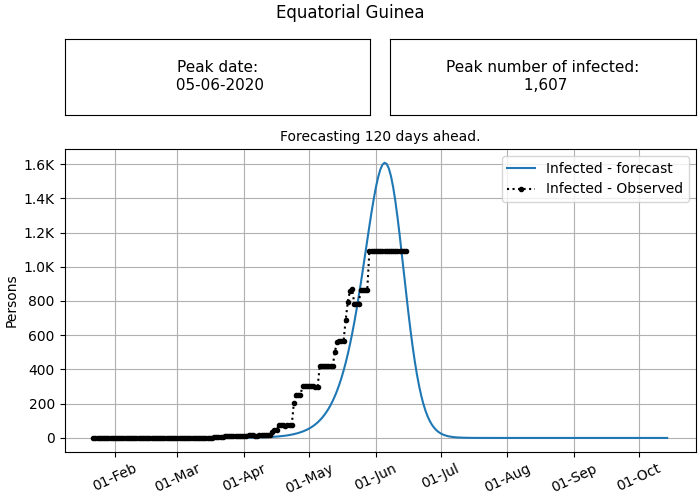 Equatorial Guinea
Peak date:
05-06-2020
Peak number of infected:
1,607
Forecasting 120 days ahead.
Infected - forecast
Infected - Observed
1.6K
1.4K
1.2K
1.0K
800
600
400
200
0
Persons
01-Feb
01-Mar
01-Apr
01-May
01-Jun
01-Jul
01-Aug
01-Sep
01-Oct